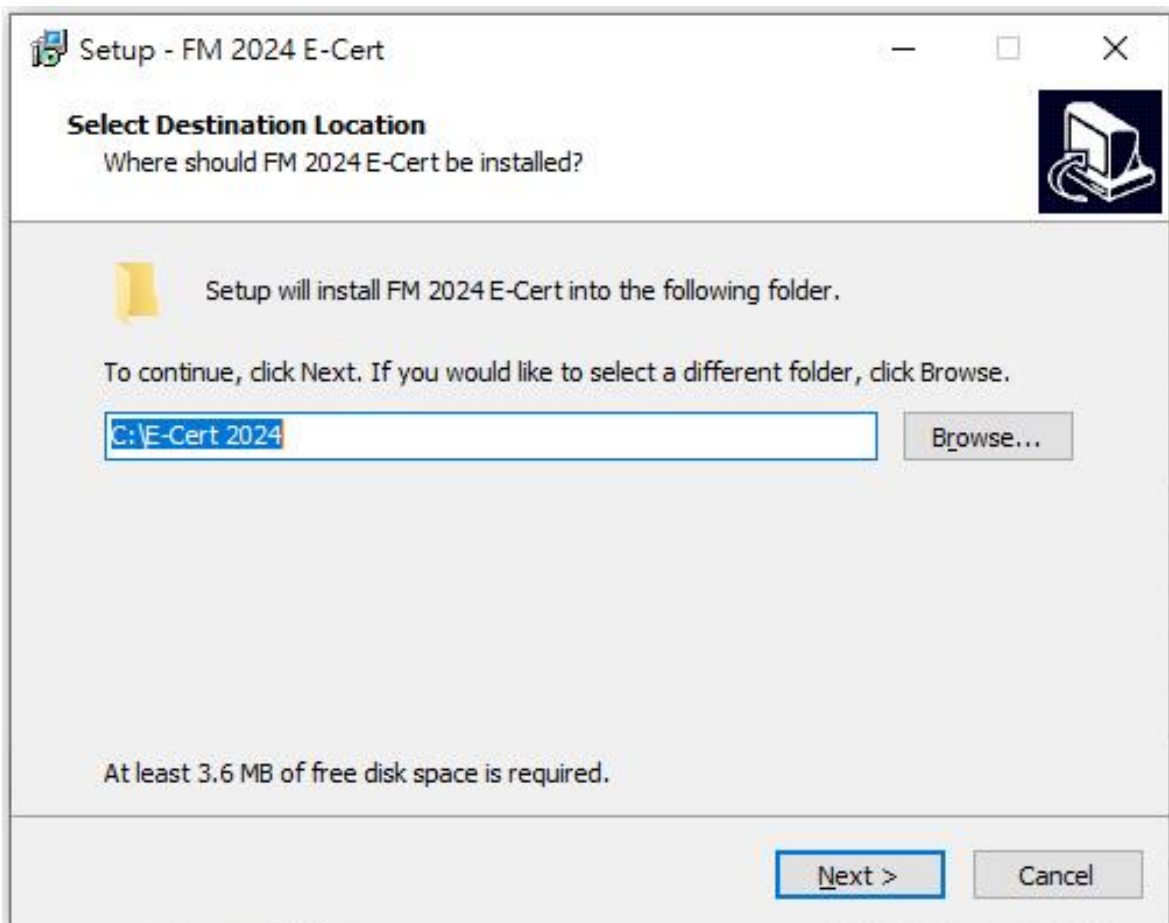 Setup - FM 2024 E-Cert
Select Destination Location
Where should FM 2024 E-Cert be installed?
Setup will install FM 2024 E-Cert into the following folder.
To continue, click Next. If you would like to select a different folder, click Browse.
C:\E-Cert 2024
Browse...
At least 3.6 MB of free disk space is required.
Next >
Cancel